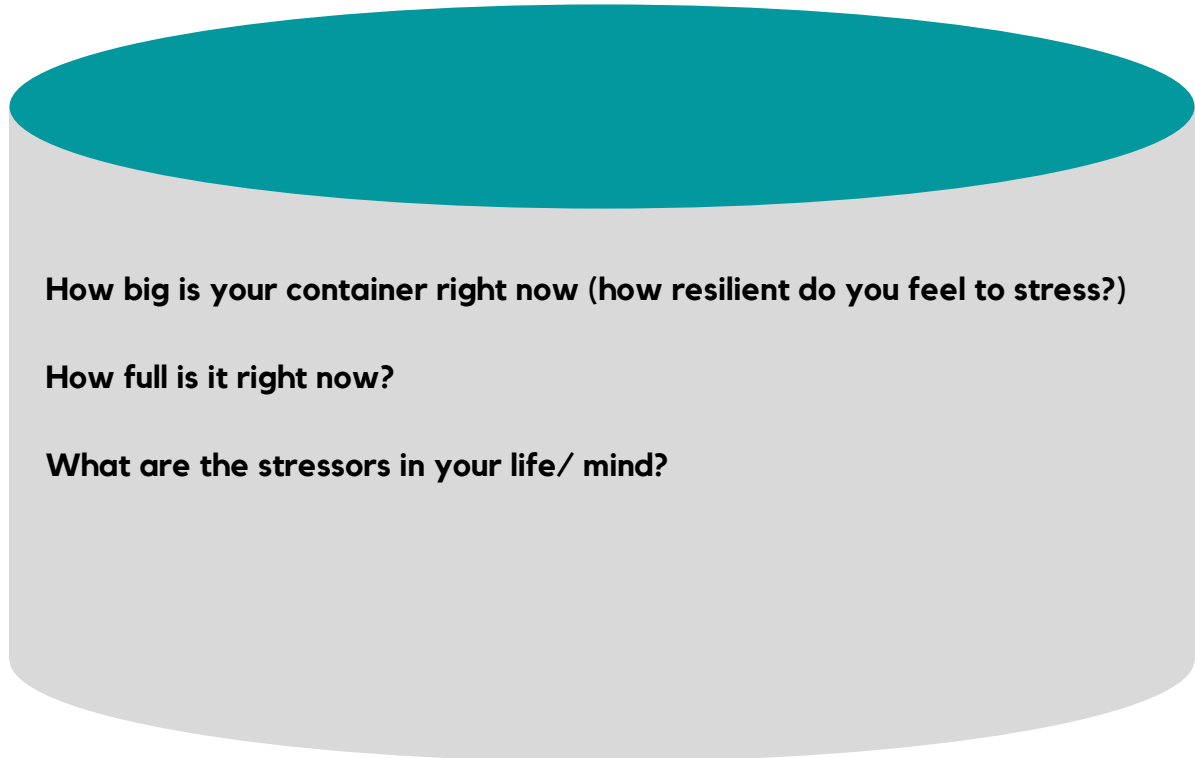 How big is your container right now (how resilient do you feel to stress?)
How full is it right now?
What are the stressors in your life/ mind?